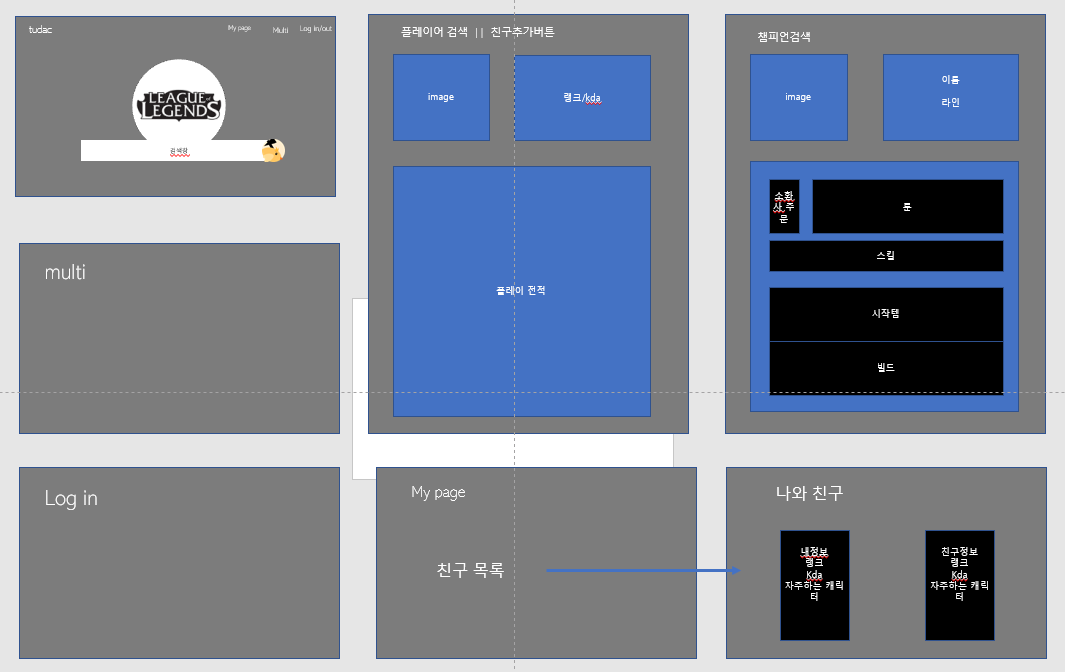 tudac
My page
Multi
Log in/out
LEAGUE OF
LEGENDS
검색창
multi
Log in
플레이어 검색 || 친구추가버튼
image
랭크/kda
플레이 전적
챔피언검색
image
이름
라인
소환
사 주
문
룬
스킬
시작템
빌드
My page
친구 목록
나와 친구
내정보
랭크
Kda
자주하는 캐릭
터
친구정보
랭크
Kda
자주하는 캐릭
터